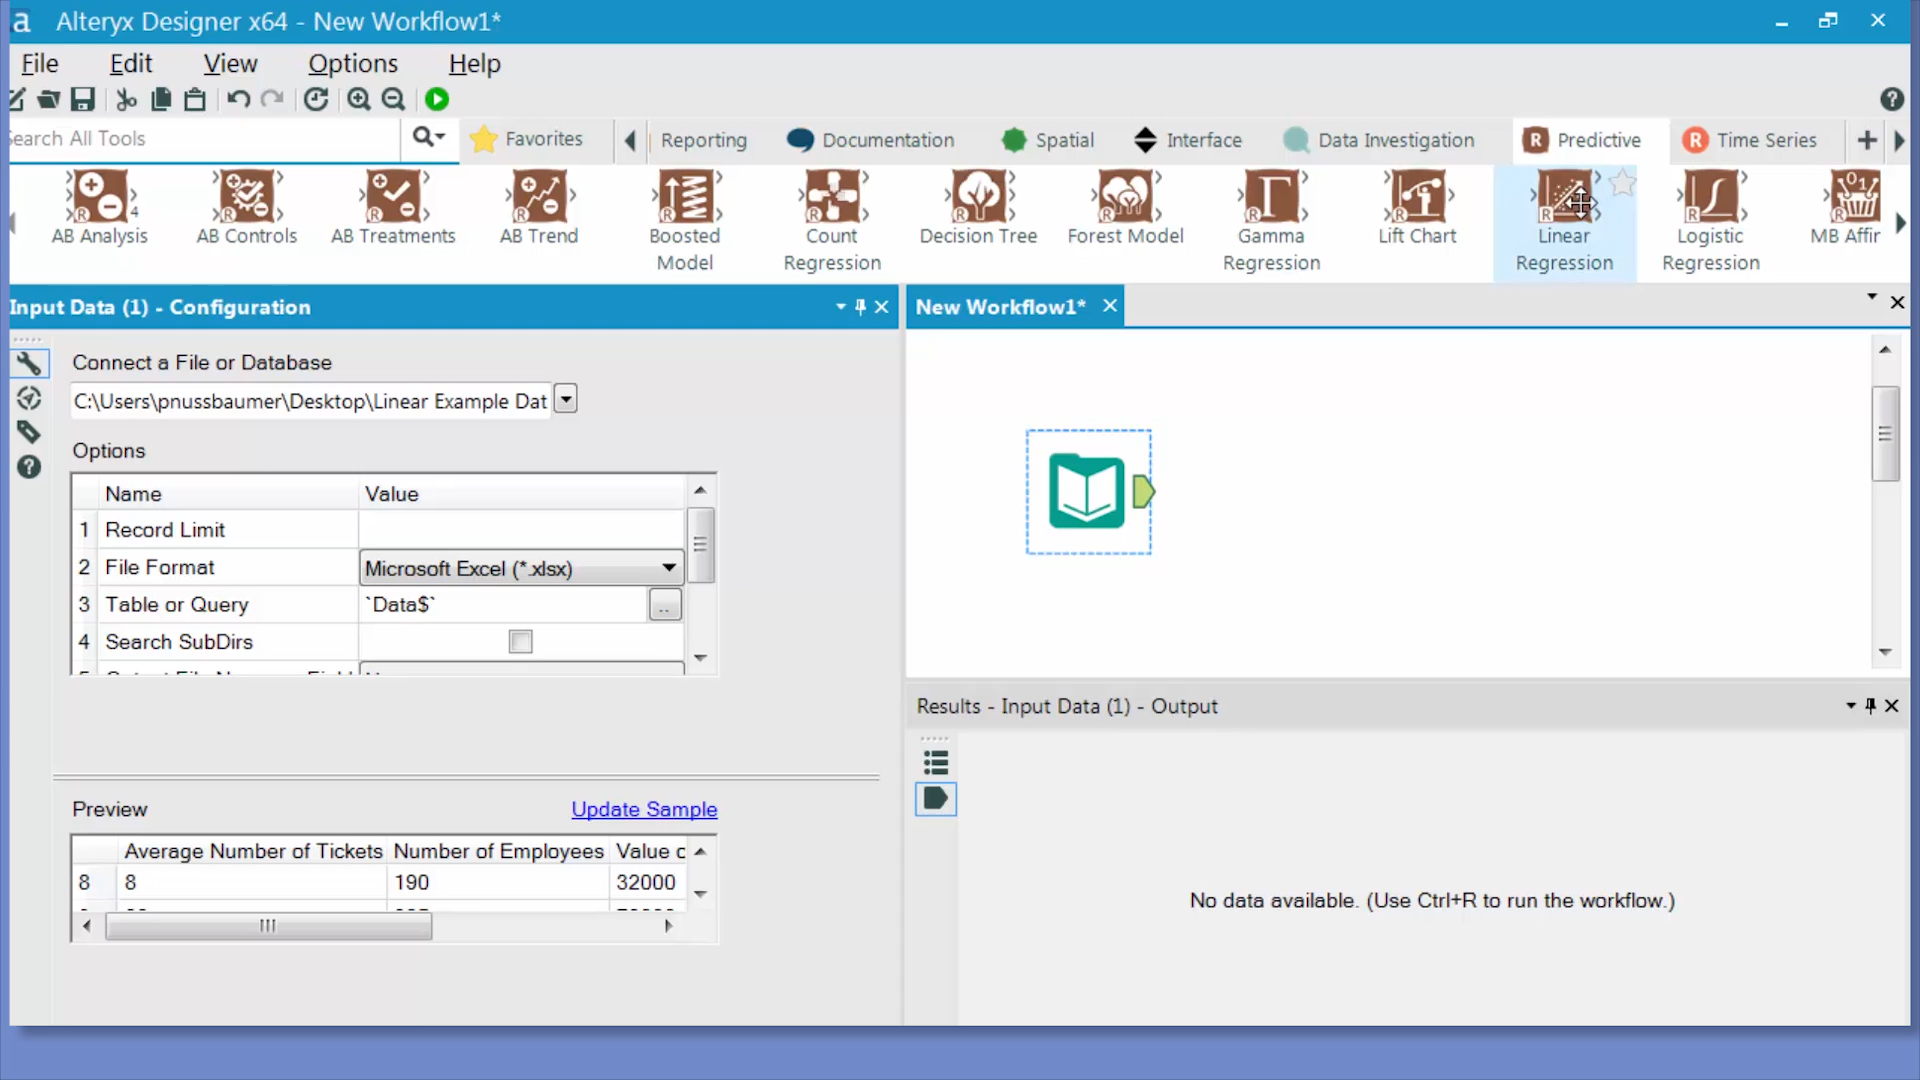 a Alteryx Designer x64 - New Workflow1*
File Edit View Options Help
Search All Tools
Favorites Reporting Documentation Spatial Interface Data Investigation R Predictive R Time Series
AB Analysis AB Controls AB Treatments AB Trend Boosted Model Count Regression Decision Tree Forest Model Gamma Regression Lift Chart Linear Regression Logistic Regression MB Affin
Input Data (1) - Configuration
New Workflow1*
Connect a File or Database
C:\Users\pnussbaumer\Desktop\Linear Example Dat
Options
Name Value
1 Record Limit
2 File Format Microsoft Excel (*.xlsx)
3 Table or Query `Data$` ..
4 Search SubDirs
Results - Input Data (1) - Output
Preview Update Sample
Average Number of Tickets Number of Employees Value
8 8 190 32000
No data available. (Use Ctrl+R to run the workflow.)